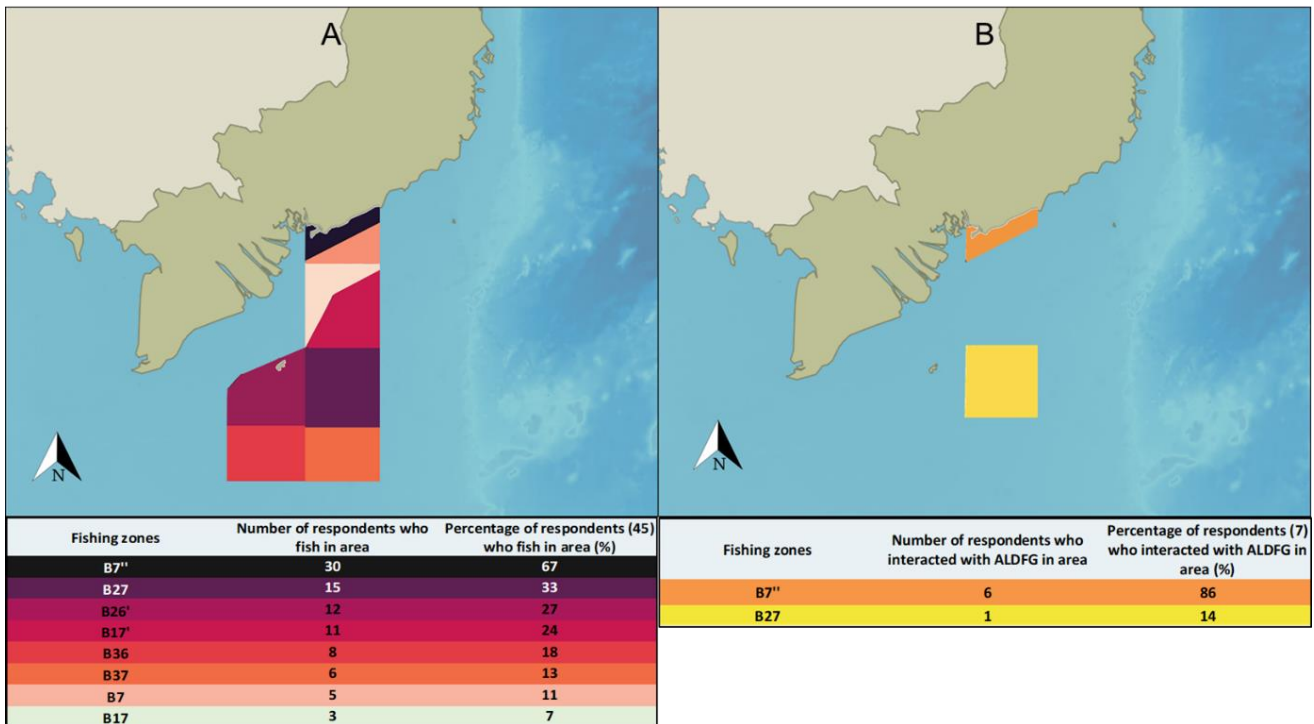 A
N
Fishing zones
Number of respondents who
fish in area
Percentage of respondents (45)
who fish in area (%)
B7'' 30 67
B27 15 33
B26' 12 27
B17' 11 24
B36 8 18
B37 6 13
B7 5 11
B17 3 7
B
N
Fishing zones
Number of respondents who
interacted with ALDFG in area
Percentage of respondents (7)
who interacted with ALDFG in
area (%)
B7'' 6 86
B27 1 14